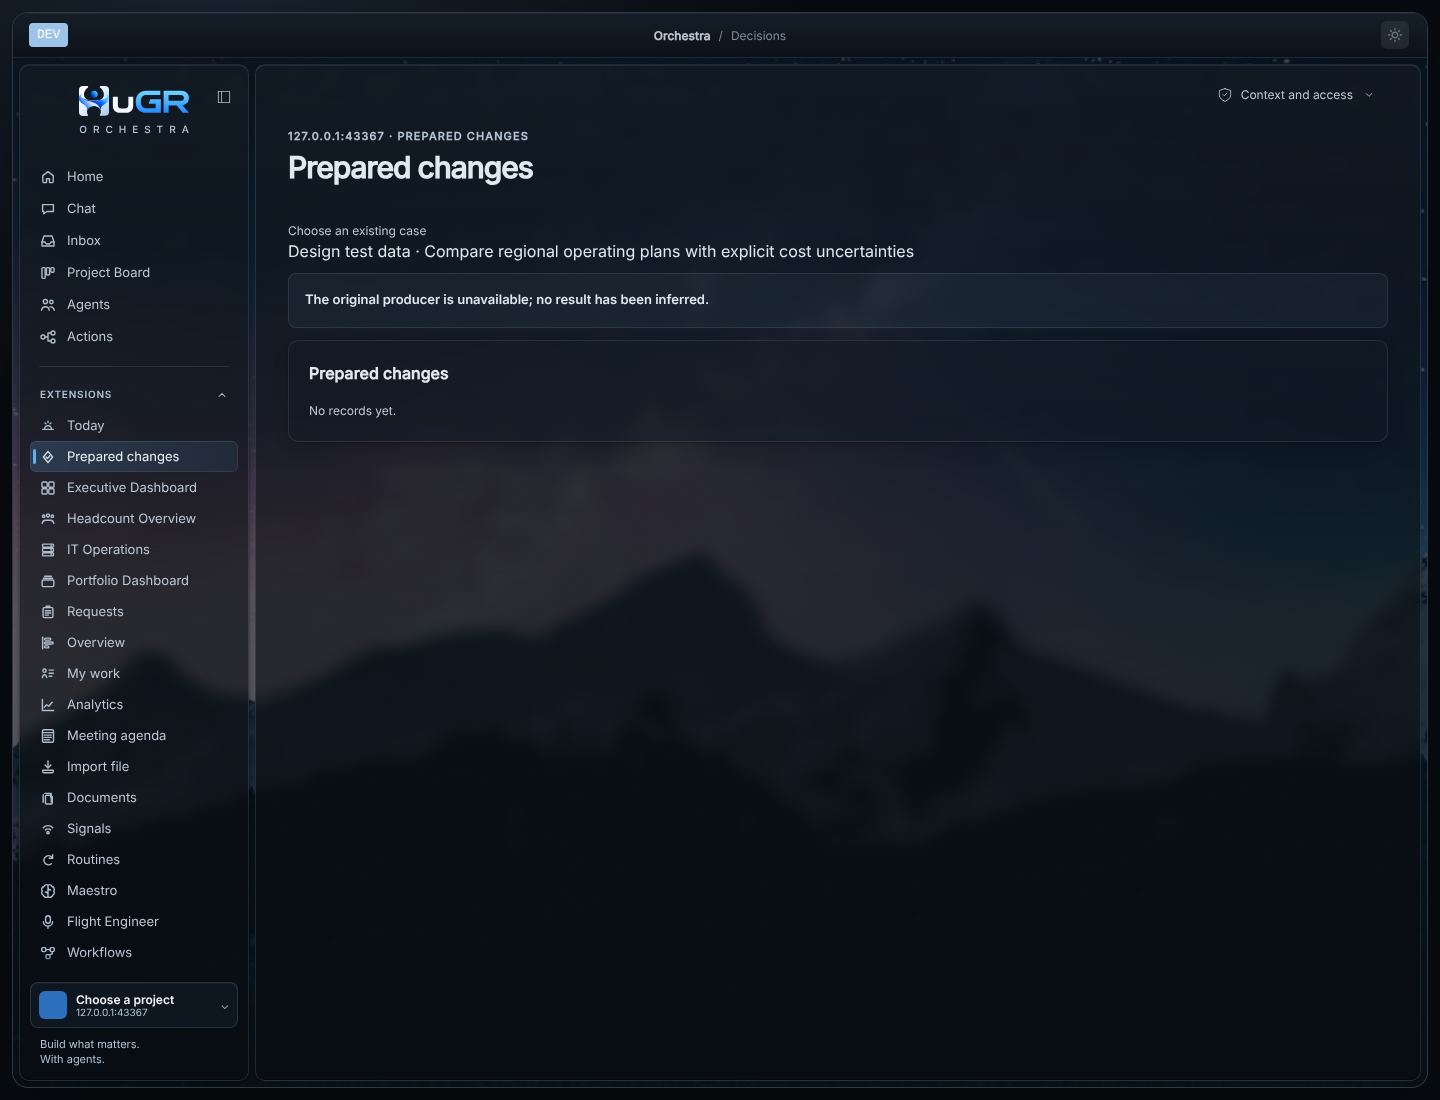 DEV
Orchestra / Decisions
HuGR
ORCHESTRA
Home
Chat
Inbox
Project Board
Agents
Actions
EXTENSIONS
Today
Prepared changes
Executive Dashboard
Headcount Overview
IT Operations
Portfolio Dashboard
Requests
Overview
My work
Analytics
Meeting agenda
Import file
Documents
Signals
Routines
Maestro
Flight Engineer
Workflows
Choose a project
127.0.0.1:43367
Build what matters.
With agents.
Context and access
127.0.0.1:43367 · PREPARED CHANGES
Prepared changes
Choose an existing case
Design test data · Compare regional operating plans with explicit cost uncertainties
The original producer is unavailable; no result has been inferred.
Prepared changes
No records yet.